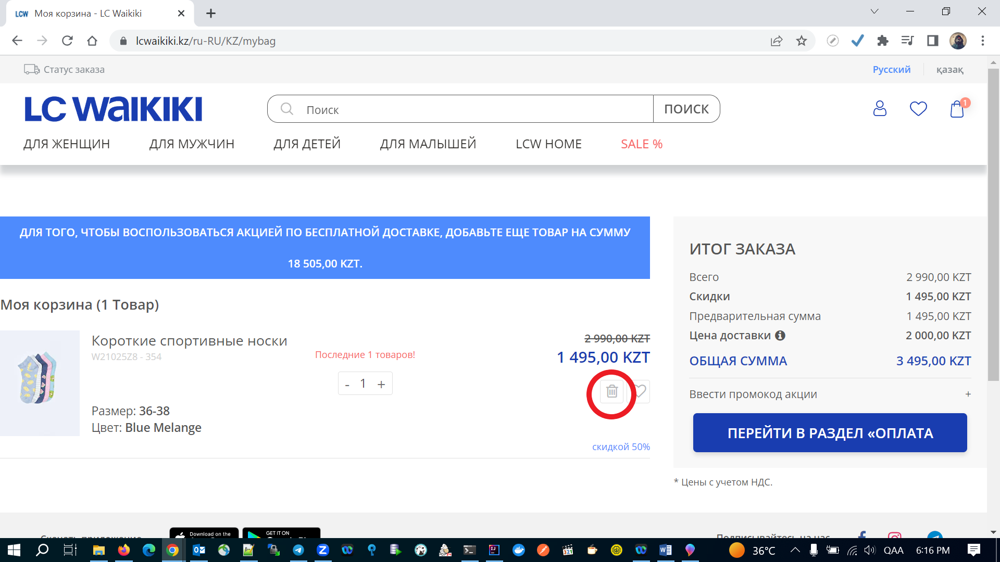 Моя корзина - LC Waikiki
lcwaikiki.kz/ru-RU/KZ/mybag
Статус заказа
Русский
қазақ
LC WAIKIKI
Поиск
ПОИСК
1
ДЛЯ ЖЕНЩИН
ДЛЯ МУЖЧИН
ДЛЯ ДЕТЕЙ
ДЛЯ МАЛЫШЕЙ
LCW HOME
SALE %
ДЛЯ ТОГО, ЧТОБЫ ВОСПОЛЬЗОВАТЬСЯ АКЦИЕЙ ПО БЕСПЛАТНОЙ ДОСТАВКЕ, ДОБАВЬТЕ ЕЩЕ ТОВАР НА СУММУ
18 505,00 KZT.
Моя корзина (1 Товар)
Короткие спортивные носки
W21025Z8 - 354
Последние 1 товаров!
- 1 +
2 990,00 KZT
1 495,00 KZT
Размер: 36-38
Цвет: Blue Melange
скидкой 50%
ИТОГ ЗАКАЗА
Всего 2 990,00 KZT
Скидки 1 495,00 KZT
Предварительная сумма 1 495,00 KZT
Цена доставки 2 000,00 KZT
ОБЩАЯ СУММА 3 495,00 KZT
Ввести промокод акции +
ПЕРЕЙТИ В РАЗДЕЛ «ОПЛАТА
* Цены с учетом НДС.
Скачать приложение
Download on the
GET IT ON
Подписывайтесь на нас
36°C
QAA
6:16 PM